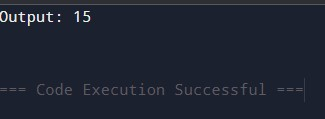 Output: 15
=== Code Execution Successful ===